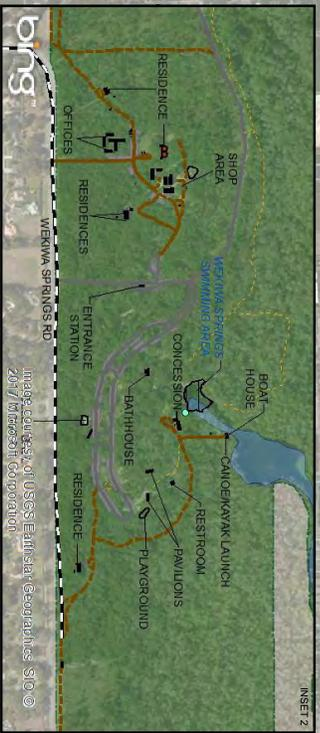 INSET 2
RESIDENCE
SHOP
AREA
OFFICES
RESIDENCES
WEKIWA SPRINGS
SWIMMING AREA
BOAT
HOUSE
CONCESSION
CANOE/KAYAK LAUNCH
ENTRANCE
STATION
BATHHOUSE
RESTROOM
PAVILIONS
PLAYGROUND
RESIDENCE
WEKIWA SPRINGS RD
bing™
Image courtesy of USGS Earthstar Geographics SIO ©
2017 Microsoft Corporation